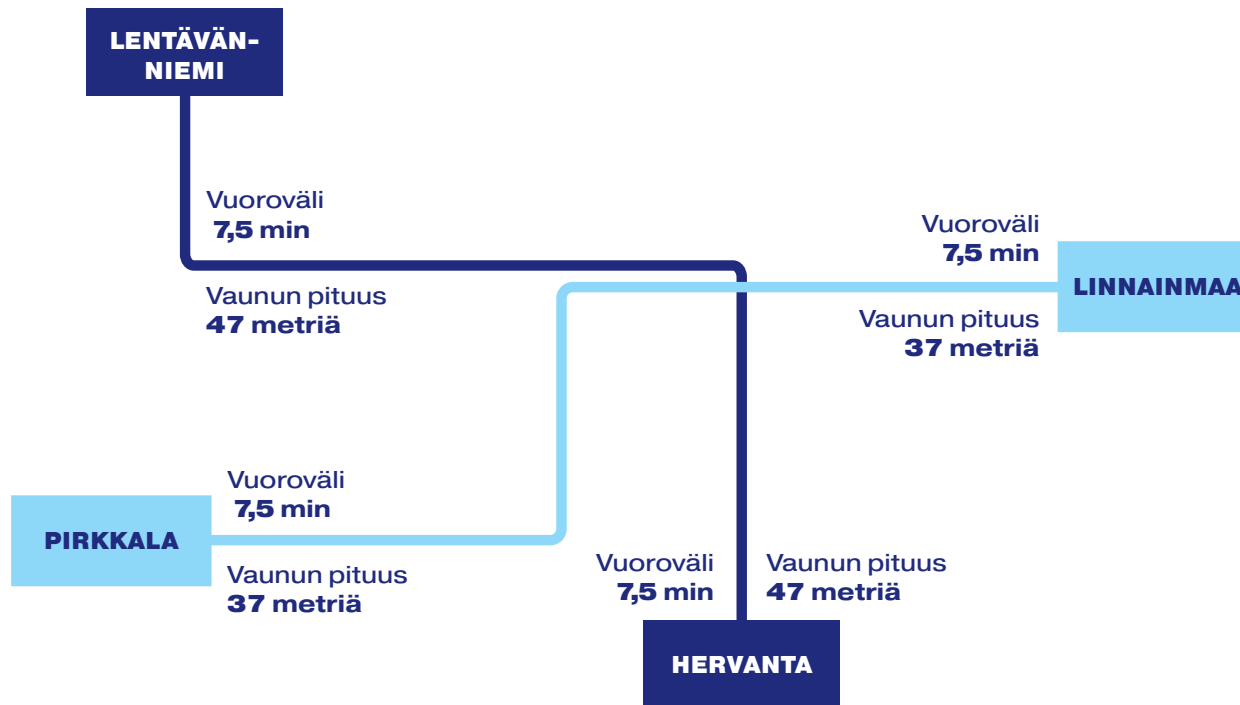 LENTÄVÄN-
NIEMI
Vuoroväli
7,5 min
Vaunun pituus
47 metriä
Vuoroväli
7,5 min
LINNAINMAA
Vaunun pituus
37 metriä
Vuoroväli
7,5 min
PIRKKALA
Vaunun pituus
37 metriä
Vuoroväli
7,5 min
Vaunun pituus
47 metriä
HERVANTA